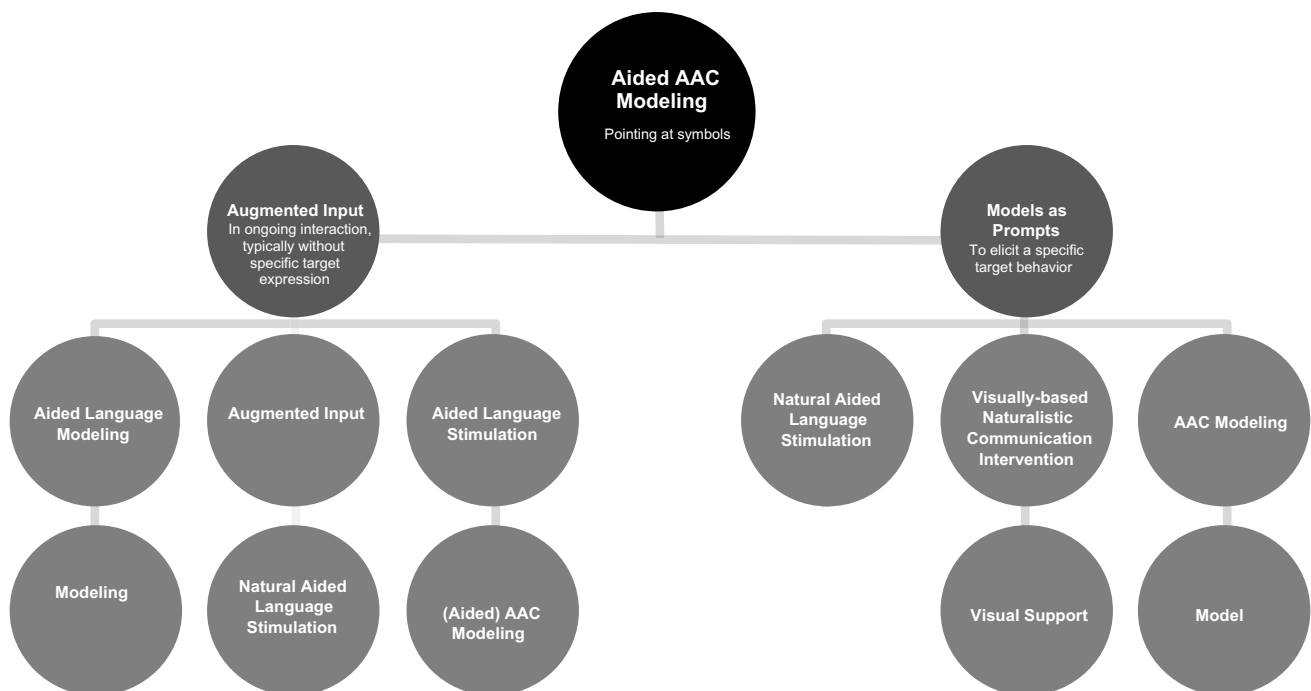 Aided AAC
Modeling
Pointing at symbols
Augmented Input
In ongoing interaction,
typically without
specific target
expression
Models as
Prompts
To elicit a specific
target behavior
Aided Language
Modeling
Augmented Input
Aided Language
Stimulation
Natural Aided
Language
Stimulation
Visually-based
Naturalistic
Communication
Intervention
AAC Modeling
Modeling
Natural Aided
Language
Stimulation
(Aided) AAC
Modeling
Visual Support
Model